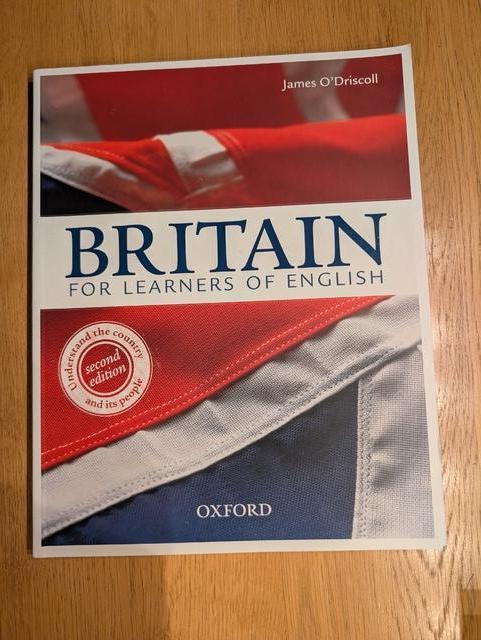 James O'Driscoll
BRITAIN
FOR LEARNERS OF ENGLISH
Understand the country
second
edition
and its people
OXFORD